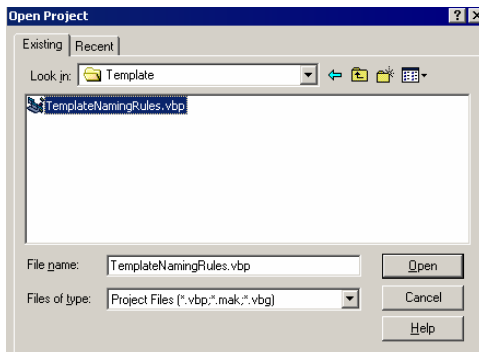 Open Project
Existing Recent
Look in: Template
TemplateNamingRules.vbp
File name: TemplateNamingRules.vbp Open
Files of type: Project Files (*.vbp;*.mak;*.vbg) Cancel
Help